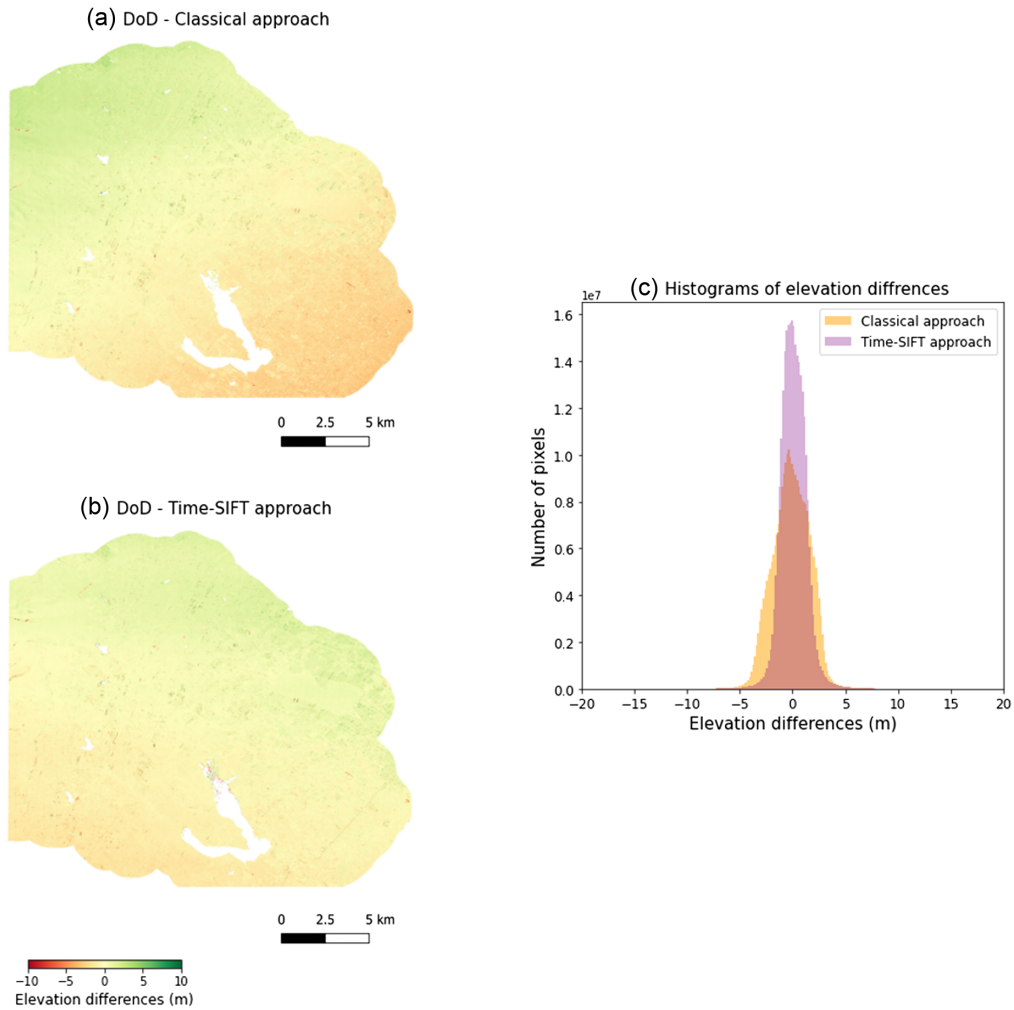 (a) DoD - Classical approach
0 2.5 5 km
(b) DoD - Time-SIFT approach
0 2.5 5 km
−10 −5 0 5 10
Elevation differences (m)
(c) Histograms of elevation diffrences
1e7
Classical approach
Time-SIFT approach
1.6
1.4
1.2
1.0
0.8
0.6
0.4
0.2
0.0
Number of pixels
−20 −15 −10 −5 0 5 10 15 20
Elevation differences (m)